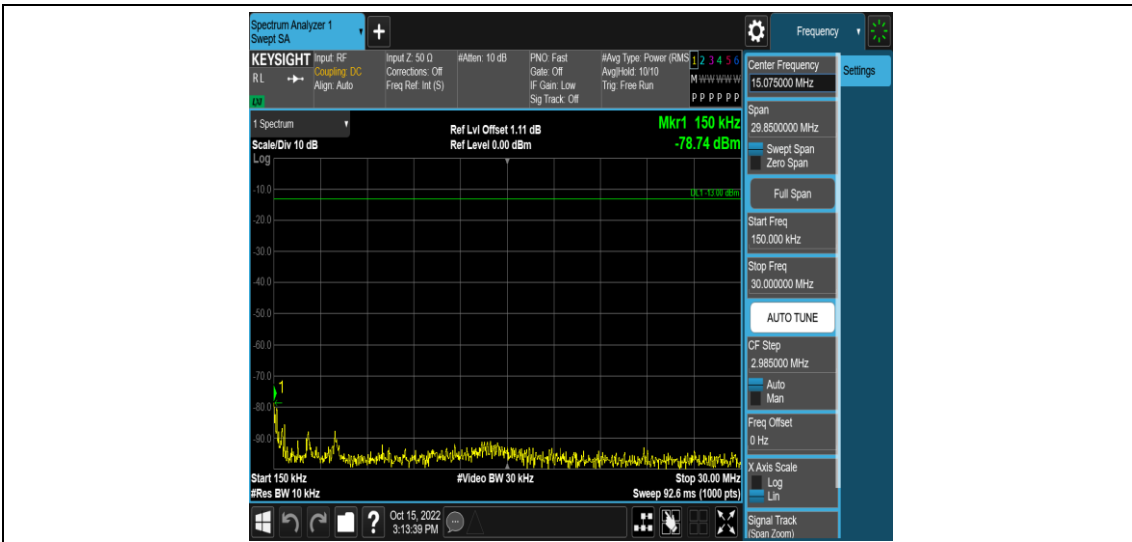 Spectrum Analyzer 1
Swept SA
+
Frequency
KEYSIGHT
RL
LXI
Input: RF
Coupling: DC
Align: Auto
Input Z: 50 Ω
Corrections: Off
Freq Ref: Int (S)
#Atten: 10 dB
PNO: Fast
Gate: Off
IF Gain: Low
Sig Track: Off
#Avg Type: Power (RMS
Avg|Hold: 10/10
Trig: Free Run
1 2 3 4 5 6
M W W W W W
P P P P P P
Center Frequency
15.075000 MHz
Settings
Span
29.8500000 MHz
Swept Span
Zero Span
Full Span
Start Freq
150.000 kHz
Stop Freq
30.000000 MHz
AUTO TUNE
CF Step
2.985000 MHz
Auto
Man
Freq Offset
0 Hz
X Axis Scale
Log
Lin
Signal Track
(Span Zoom)
1 Spectrum
Scale/Div 10 dB
Log
Ref Lvl Offset 1.11 dB
Ref Level 0.00 dBm
Mkr1 150 kHz
-78.74 dBm
DL1 -13.00 dBm
-10.0
-20.0
-30.0
-40.0
-50.0
-60.0
-70.0
1
-80.0
-90.0
Start 150 kHz
#Video BW 30 kHz
Stop 30.00 MHz
#Res BW 10 kHz
Sweep 92.6 ms (1000 pts)
?
Oct 15, 2022
3:13:39 PM